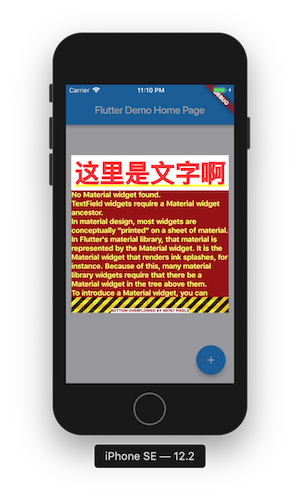 Carrier 11:10 PM
DEBUG
Flutter Demo Home Page
这里是文字啊
No Material widget found.
TextField widgets require a Material widget
ancestor.
In material design, most widgets are
conceptually "printed" on a sheet of material.
In Flutter's material library, that material is
represented by the Material widget. It is the
Material widget that renders ink splashes, for
instance. Because of this, many material
library widgets require that there be a
Material widget in the tree above them.
To introduce a Material widget, you can
BOTTOM OVERFLOWED BY PIXELS
+
iPhone SE — 12.2